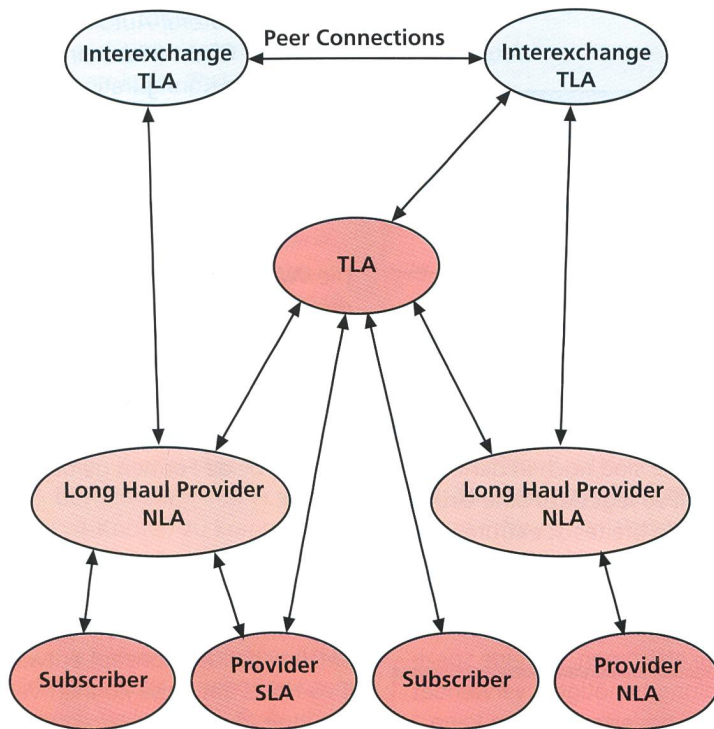 Interexchange
TLA
Peer Connections
Interexchange
TLA
TLA
Long Haul Provider
NLA
Long Haul Provider
NLA
Subscriber
Provider
SLA
Subscriber
Provider
NLA